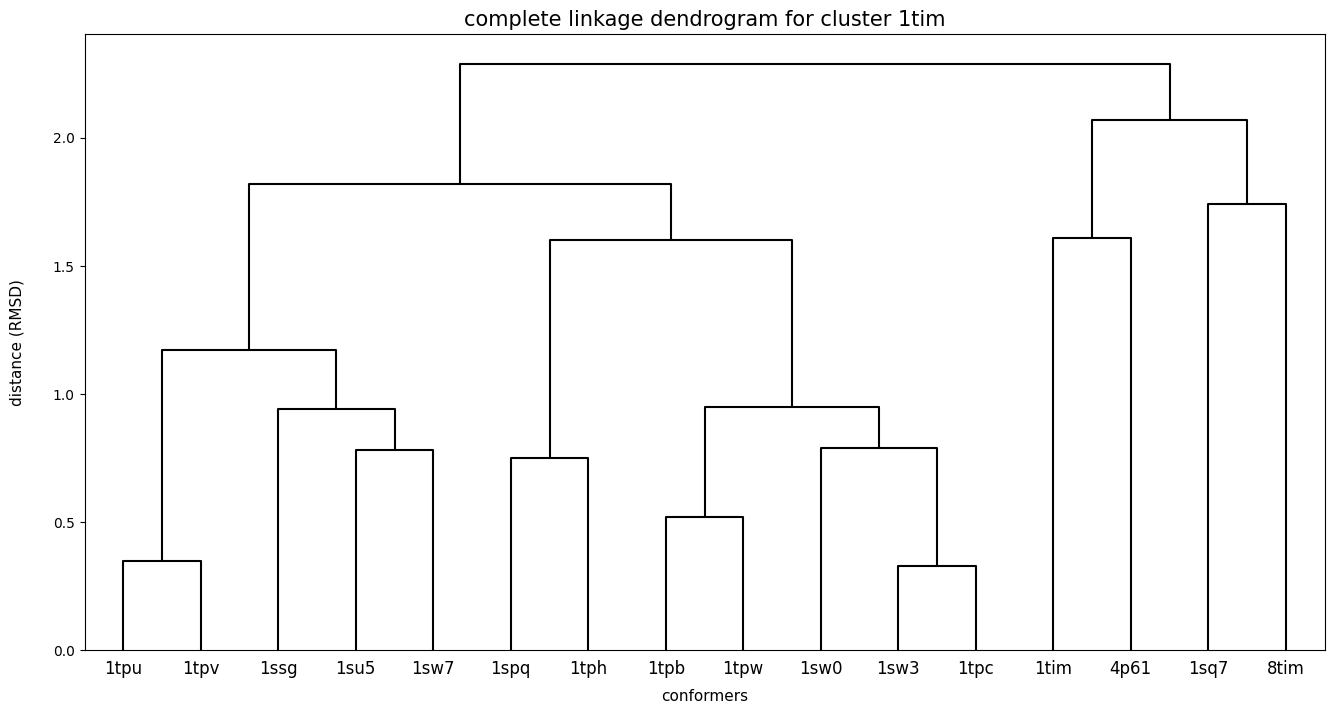 complete linkage dendrogram for cluster 1tim
distance (RMSD)
2.0
1.5
1.0
0.5
0.0
1tpu 1tpv 1ssg 1su5 1sw7 1spq 1tph 1tpb 1tpw 1sw0 1sw3 1tpc 1tim 4p61 1sq7 8tim
conformers